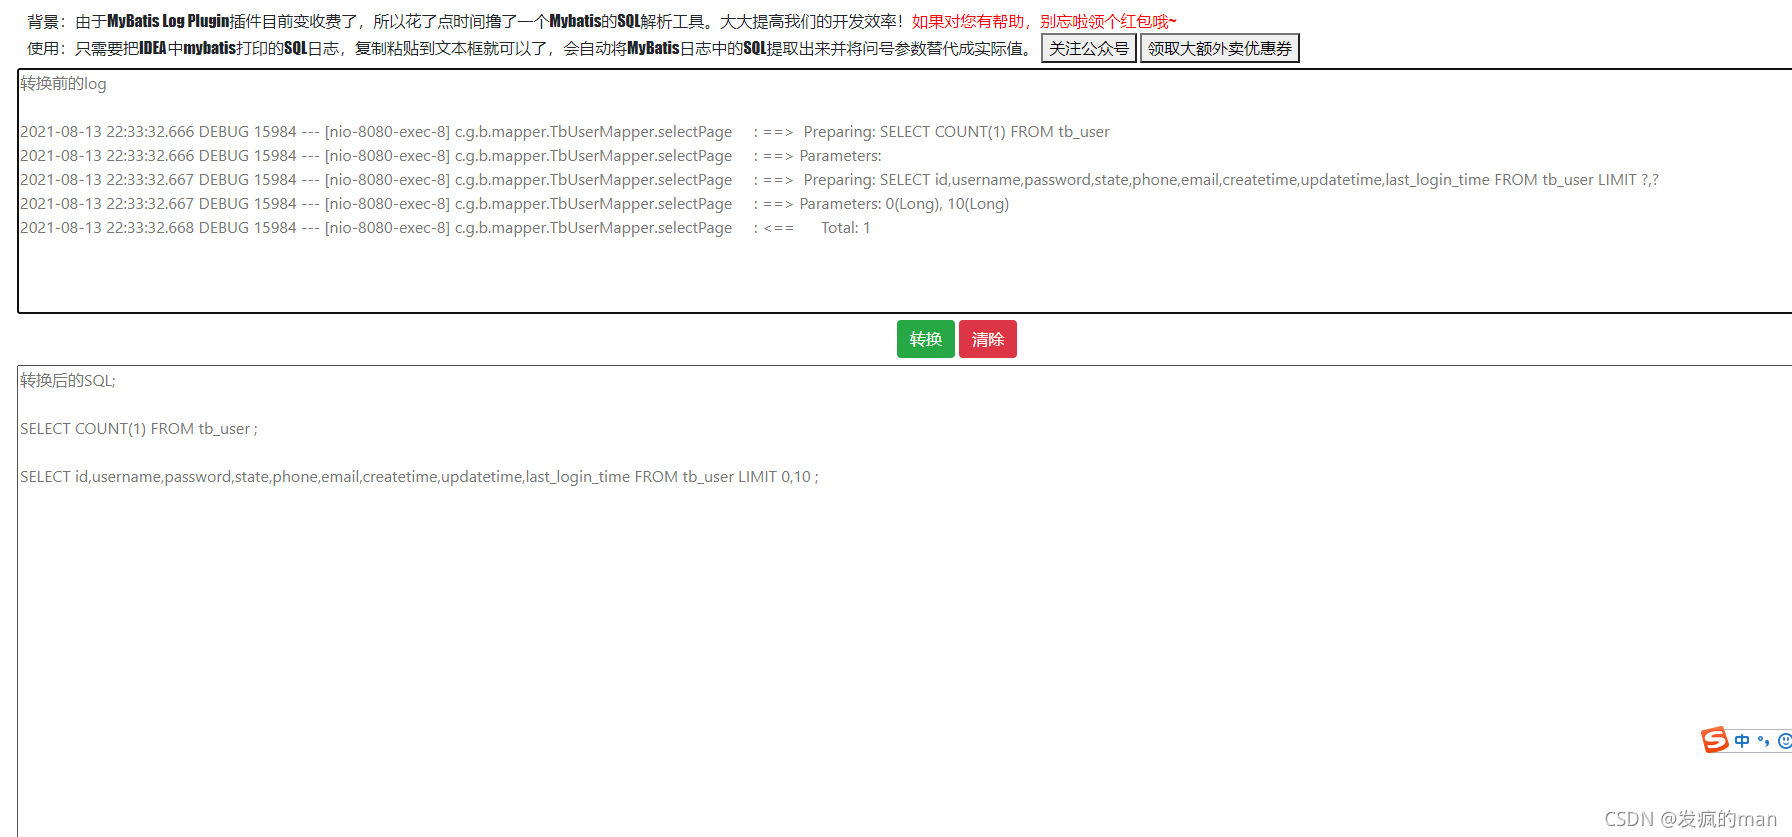 背景：由于MyBatis Log Plugin插件目前变收费了，所以花了点时间撸了一个Mybatis的SQL解析工具。大大提高我们的开发效率！如果对您有帮助，别忘啦领个红包哦~
使用：只需要把IDEA中mybatis打印的SQL日志，复制粘贴到文本框就可以了，会自动将MyBatis日志中的SQL提取出来并将问号参数替代成实际值。 关注公众号 领取大额外卖优惠券
转换前的log
2021-08-13 22:33:32.666 DEBUG 15984 --- [nio-8080-exec-8] c.g.b.mapper.TbUserMapper.selectPage : ==> Preparing: SELECT COUNT(1) FROM tb_user
2021-08-13 22:33:32.666 DEBUG 15984 --- [nio-8080-exec-8] c.g.b.mapper.TbUserMapper.selectPage : ==> Parameters:
2021-08-13 22:33:32.667 DEBUG 15984 --- [nio-8080-exec-8] c.g.b.mapper.TbUserMapper.selectPage : ==> Preparing: SELECT id,username,password,state,phone,email,createtime,updatetime,last_login_time FROM tb_user LIMIT ?,?
2021-08-13 22:33:32.667 DEBUG 15984 --- [nio-8080-exec-8] c.g.b.mapper.TbUserMapper.selectPage : ==> Parameters: 0(Long), 10(Long)
2021-08-13 22:33:32.668 DEBUG 15984 --- [nio-8080-exec-8] c.g.b.mapper.TbUserMapper.selectPage : <== Total: 1
转换 清除
转换后的SQL;
SELECT COUNT(1) FROM tb_user ;
SELECT id,username,password,state,phone,email,createtime,updatetime,last_login_time FROM tb_user LIMIT 0,10 ;
S 中 °，
CSDN @发疯的man